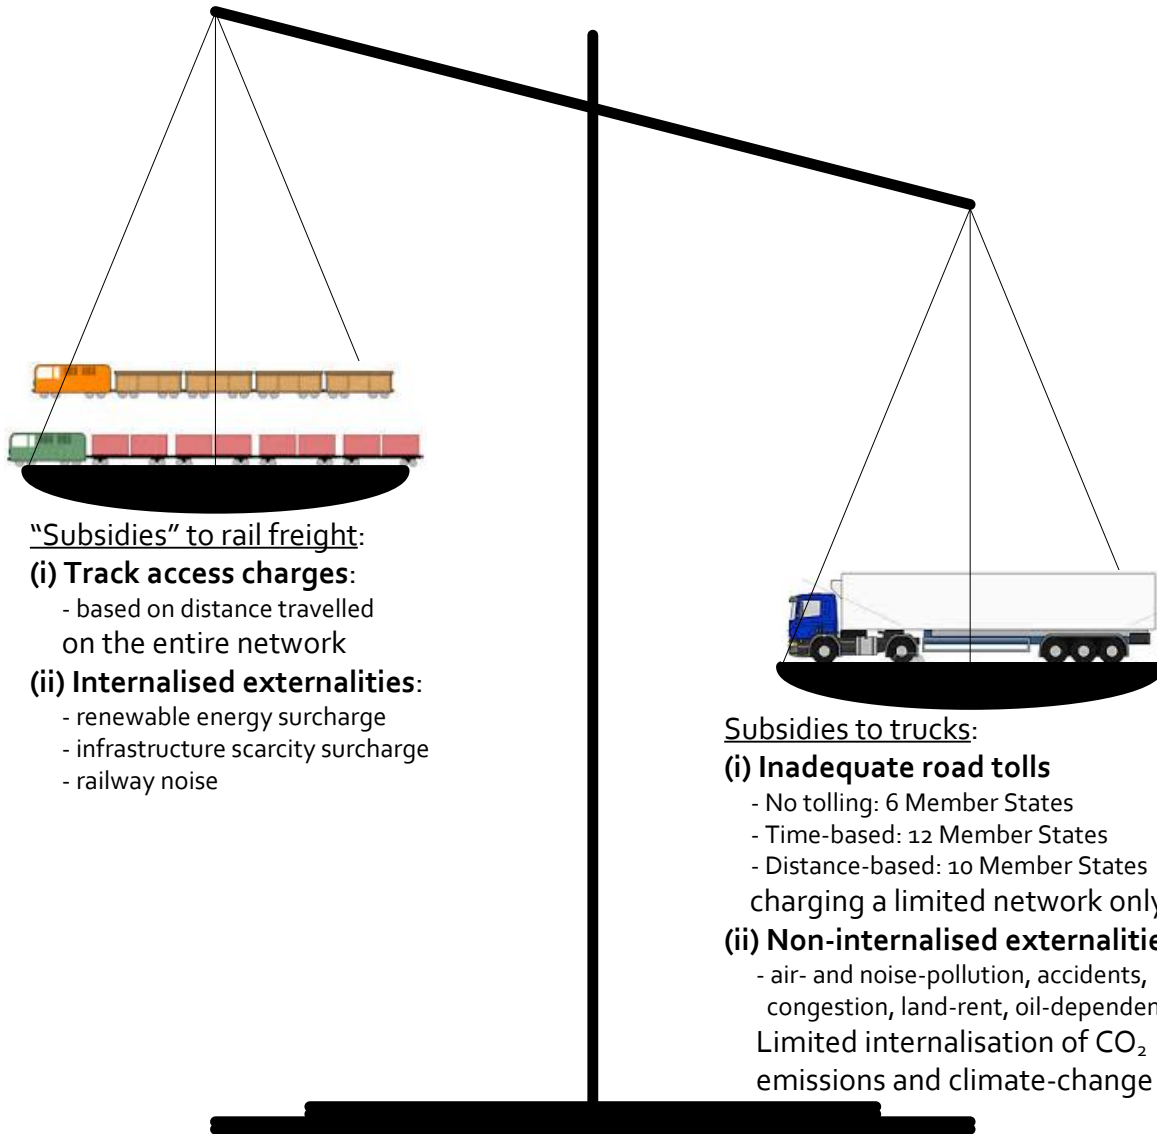 “Subsidies” to rail freight:
(i) Track access charges:
- based on distance travelled
on the entire network
(ii) Internalised externalities:
- renewable energy surcharge
- infrastructure scarcity surcharge
- railway noise
Subsidies to trucks:
(i) Inadequate road tolls
- No tolling: 6 Member States
- Time-based: 12 Member States
- Distance-based: 10 Member States
charging a limited network only
(ii) Non-internalised externalitie
- air- and noise-pollution, accidents,
congestion, land-rent, oil-dependen
Limited internalisation of CO₂
emissions and climate-change